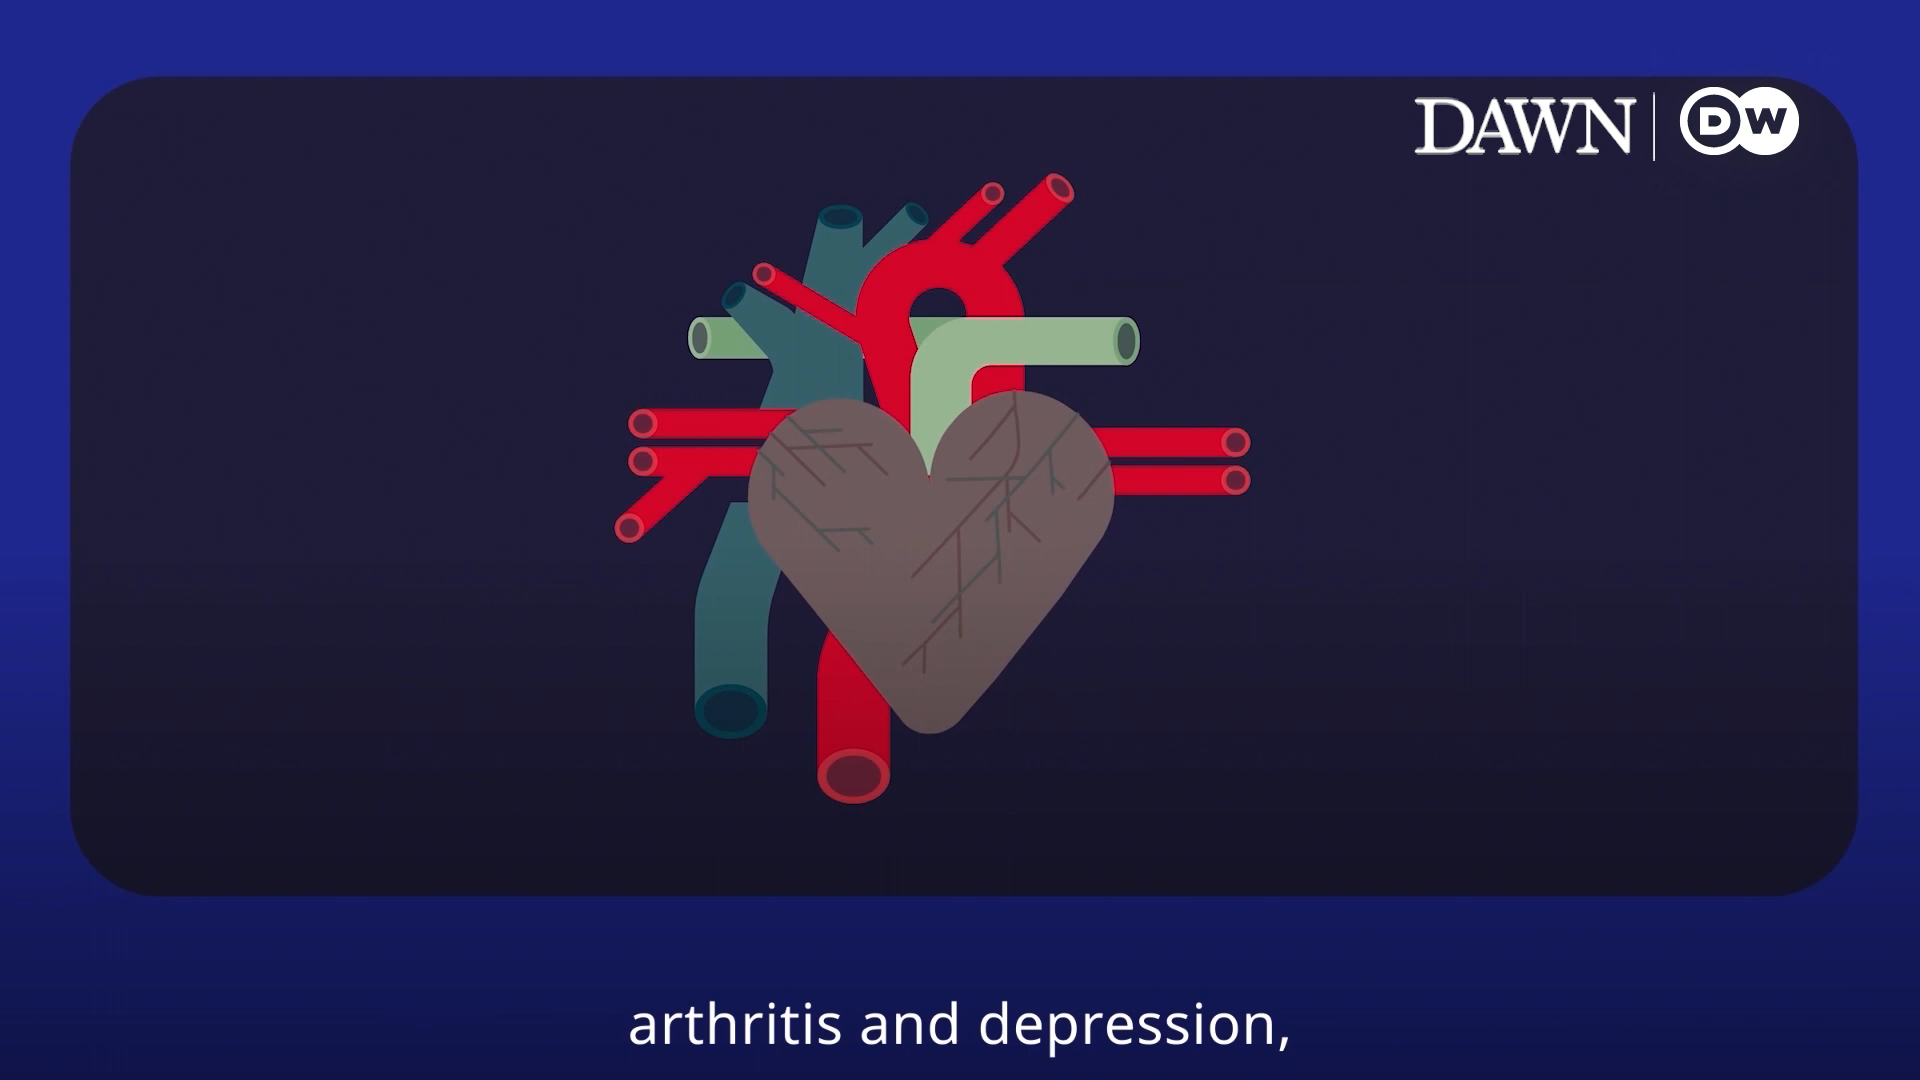 DAWN | DW
arthritis and depression,